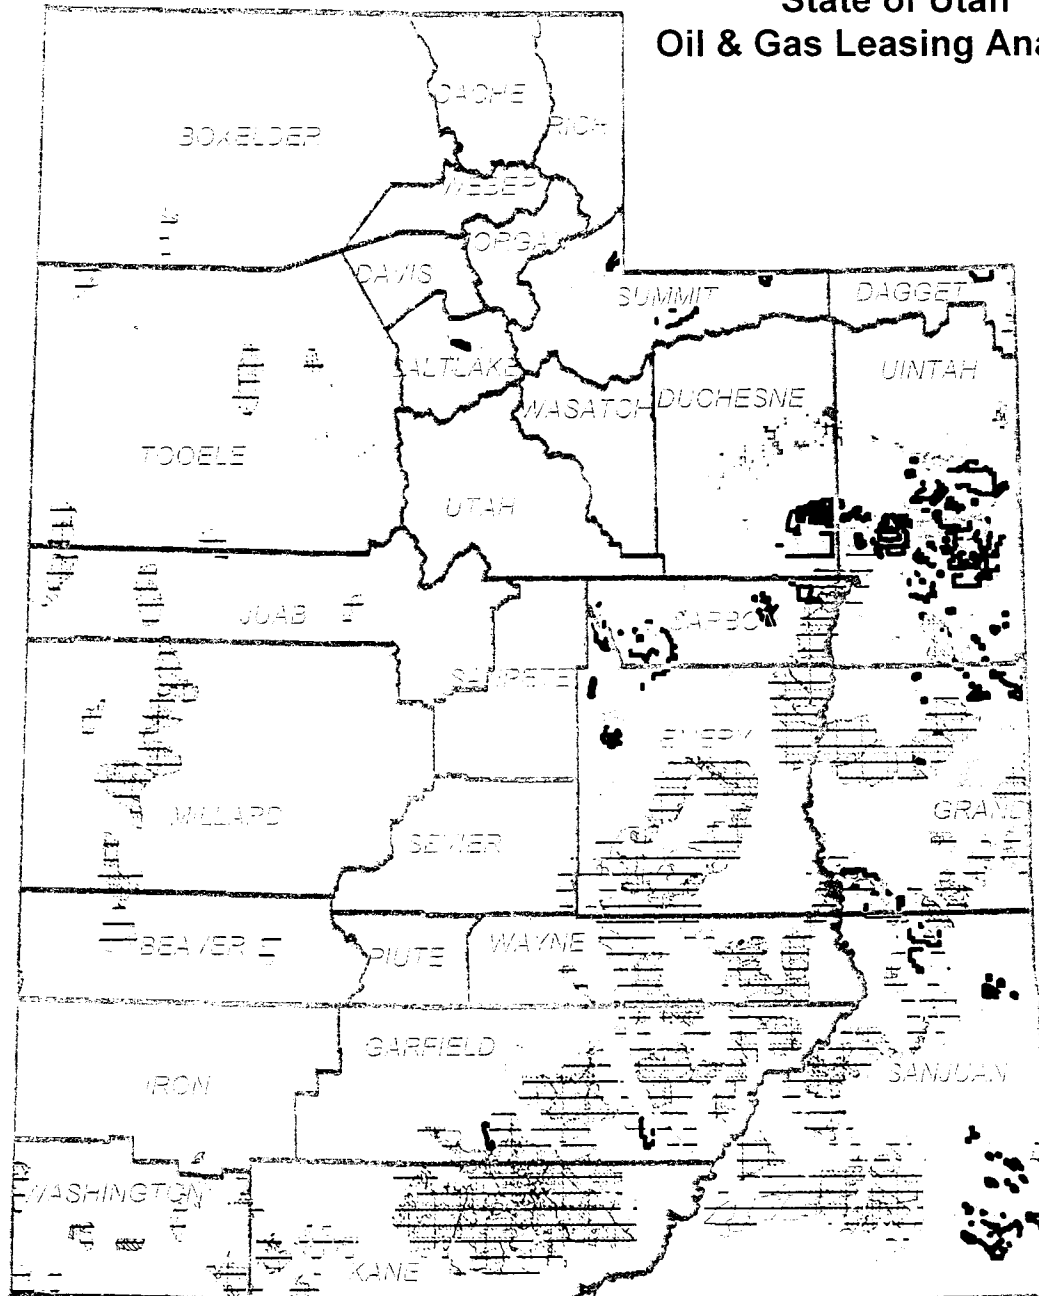 State of Utah
Oil & Gas Leasing Ana
CACHE
RICH
BOXELDER
WEBER
MORGAN
DAVIS
SUMMIT
DAGGET
SALTLAKE
UINTAH
WASATCH
DUCHESNE
TOOELE
UTAH
JUAB
CARBON
SANPETE
EMERY
MILLARD
GRAND
SEVIER
BEAVER
PIUTE
WAYNE
GARFIELD
IRON
SANJUAN
WASHINGTON
KANE